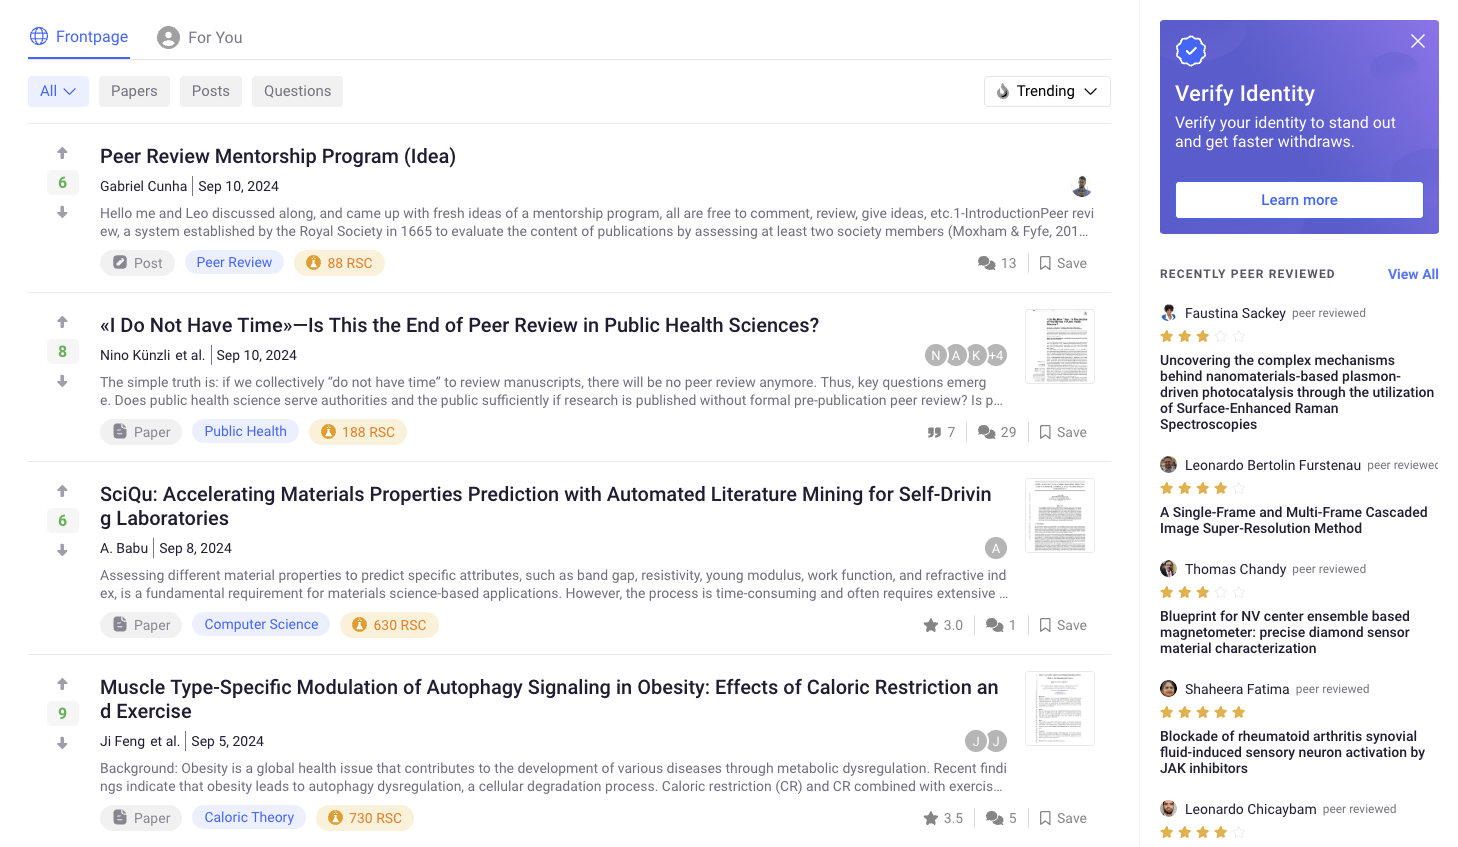 Frontpage
For You
All
Papers
Posts
Questions
Trending
6
Peer Review Mentorship Program (Idea)
Gabriel Cunha | Sep 10, 2024
Hello me and Leo discussed along, and came up with fresh ideas of a mentorship program, all are free to comment, review, give ideas, etc.1-IntroductionPeer revi
ew, a system established by the Royal Society in 1665 to evaluate the content of publications by assessing at least two society members (Moxham & Fyfe, 201…
Post
Peer Review
88 RSC
13
Save
8
«I Do Not Have Time»—Is This the End of Peer Review in Public Health Sciences?
Nino Künzli et al. | Sep 10, 2024
N A K +4
The simple truth is: if we collectively “do not have time” to review manuscripts, there will be no peer review anymore. Thus, key questions emerg
e. Does public health science serve authorities and the public sufficiently if research is published without formal pre-publication peer review? Is p…
Paper
Public Health
188 RSC
7
29
Save
6
SciQu: Accelerating Materials Properties Prediction with Automated Literature Mining for Self-Drivin
g Laboratories
A. Babu | Sep 8, 2024
A
Assessing different material properties to predict specific attributes, such as band gap, resistivity, young modulus, work function, and refractive ind
ex, is a fundamental requirement for materials science-based applications. However, the process is time-consuming and often requires extensive …
Paper
Computer Science
630 RSC
3.0
1
Save
9
Muscle Type-Specific Modulation of Autophagy Signaling in Obesity: Effects of Caloric Restriction an
d Exercise
Ji Feng et al. | Sep 5, 2024
J J
Background: Obesity is a global health issue that contributes to the development of various diseases through metabolic dysregulation. Recent findi
ngs indicate that obesity leads to autophagy dysregulation, a cellular degradation process. Caloric restriction (CR) and CR combined with exercis…
Paper
Caloric Theory
730 RSC
3.5
5
Save
Verify Identity
Verify your identity to stand out
and get faster withdraws.
Learn more
RECENTLY PEER REVIEWED
View All
Faustina Sackey peer reviewed
Uncovering the complex mechanisms
behind nanomaterials-based plasmon-
driven photocatalysis through the utilization
of Surface-Enhanced Raman
Spectroscopies
Leonardo Bertolin Furstenau peer reviewed
A Single-Frame and Multi-Frame Cascaded
Image Super-Resolution Method
Thomas Chandy peer reviewed
Blueprint for NV center ensemble based
magnetometer: precise diamond sensor
material characterization
Shaheera Fatima peer reviewed
Blockade of rheumatoid arthritis synovial
fluid-induced sensory neuron activation by
JAK inhibitors
Leonardo Chicaybam peer reviewed